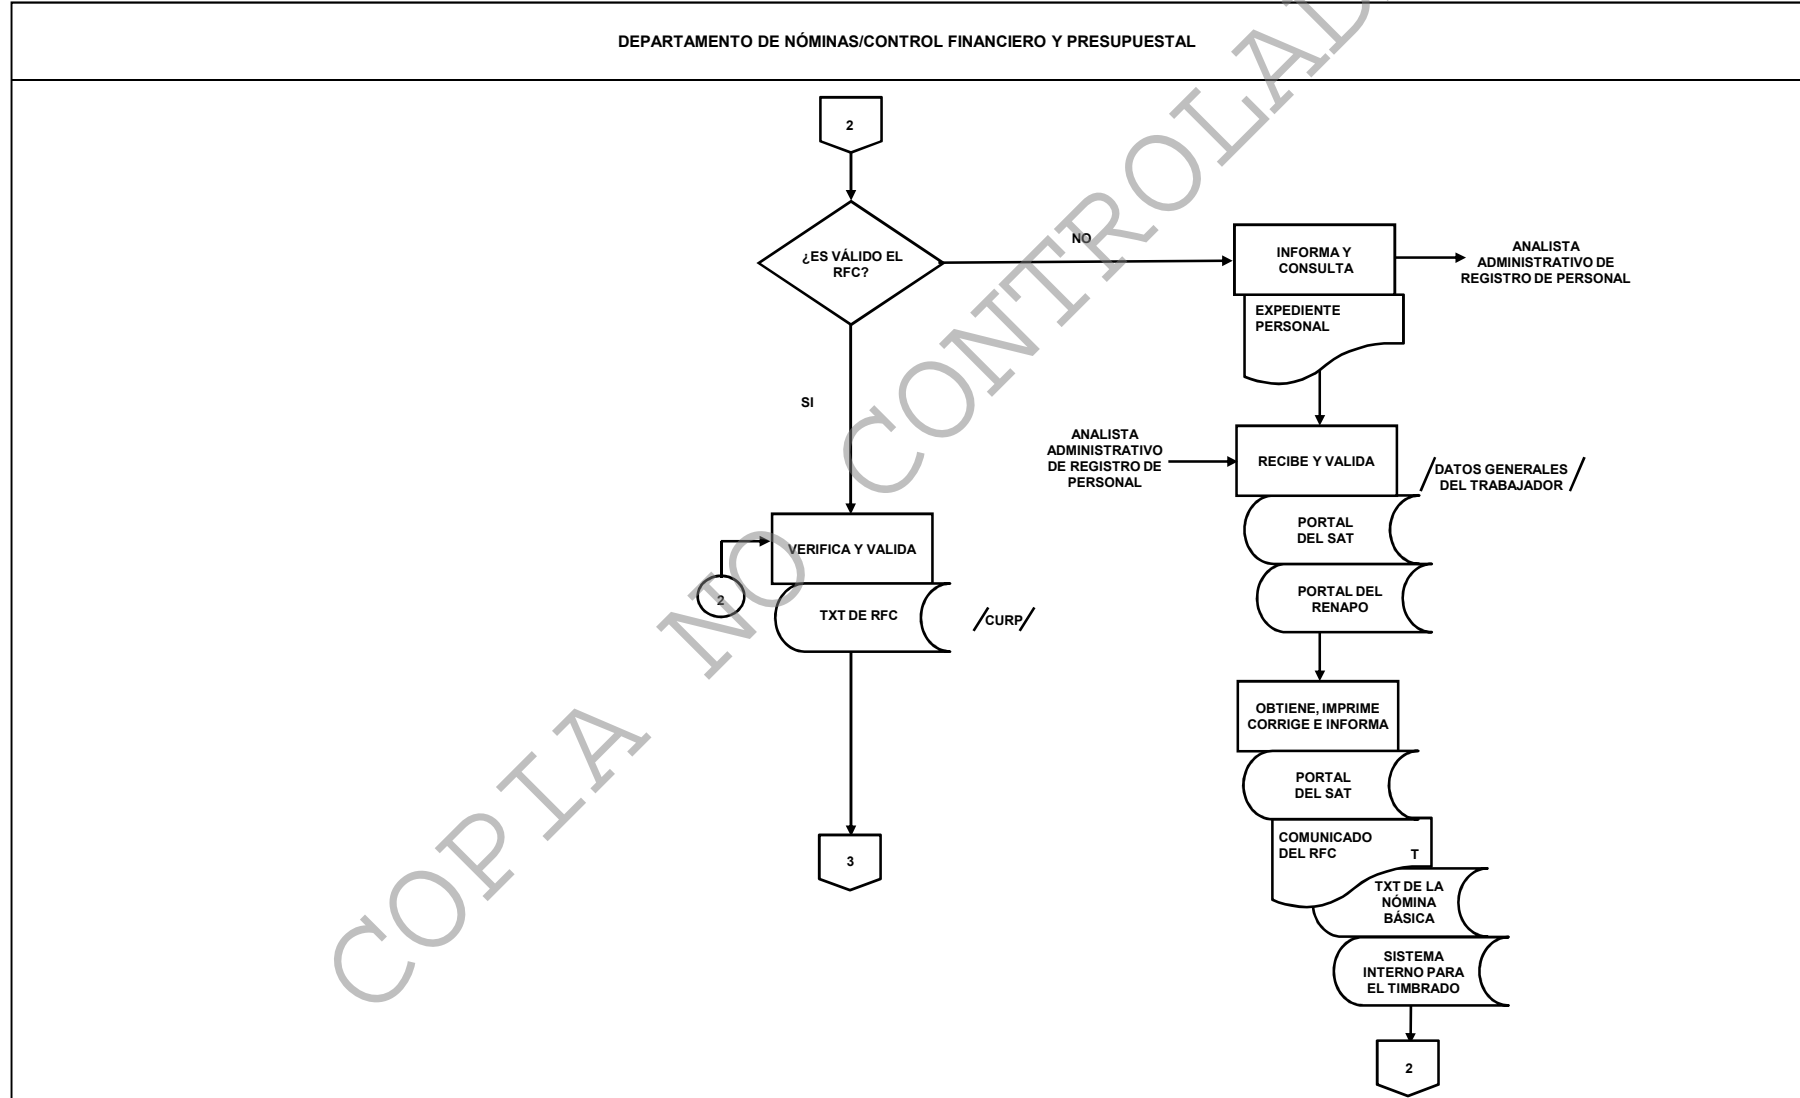 DEPARTAMENTO DE NÓMINAS/CONTROL FINANCIERO Y PRESUPUESTAL
2
¿ES VÁLIDO EL
RFC?
NO
INFORMA Y
CONSULTA
ANALISTA
ADMINISTRATIVO DE
REGISTRO DE PERSONAL
EXPEDIENTE
PERSONAL
SI
ANALISTA
ADMINISTRATIVO
DE REGISTRO DE
PERSONAL
RECIBE Y VALIDA
/DATOS GENERALES
DEL TRABAJADOR /
PORTAL
DEL SAT
PORTAL DEL
RENAPO
VERIFICA Y VALIDA
2
TXT DE RFC
/CURP/
OBTIENE, IMPRIME
CORRIGE E INFORMA
PORTAL
DEL SAT
COMUNICADO
DEL RFC T
TXT DE LA
NÓMINA
BÁSICA
SISTEMA
INTERNO PARA
EL TIMBRADO
3
2
COPIA NO CONTROLAD